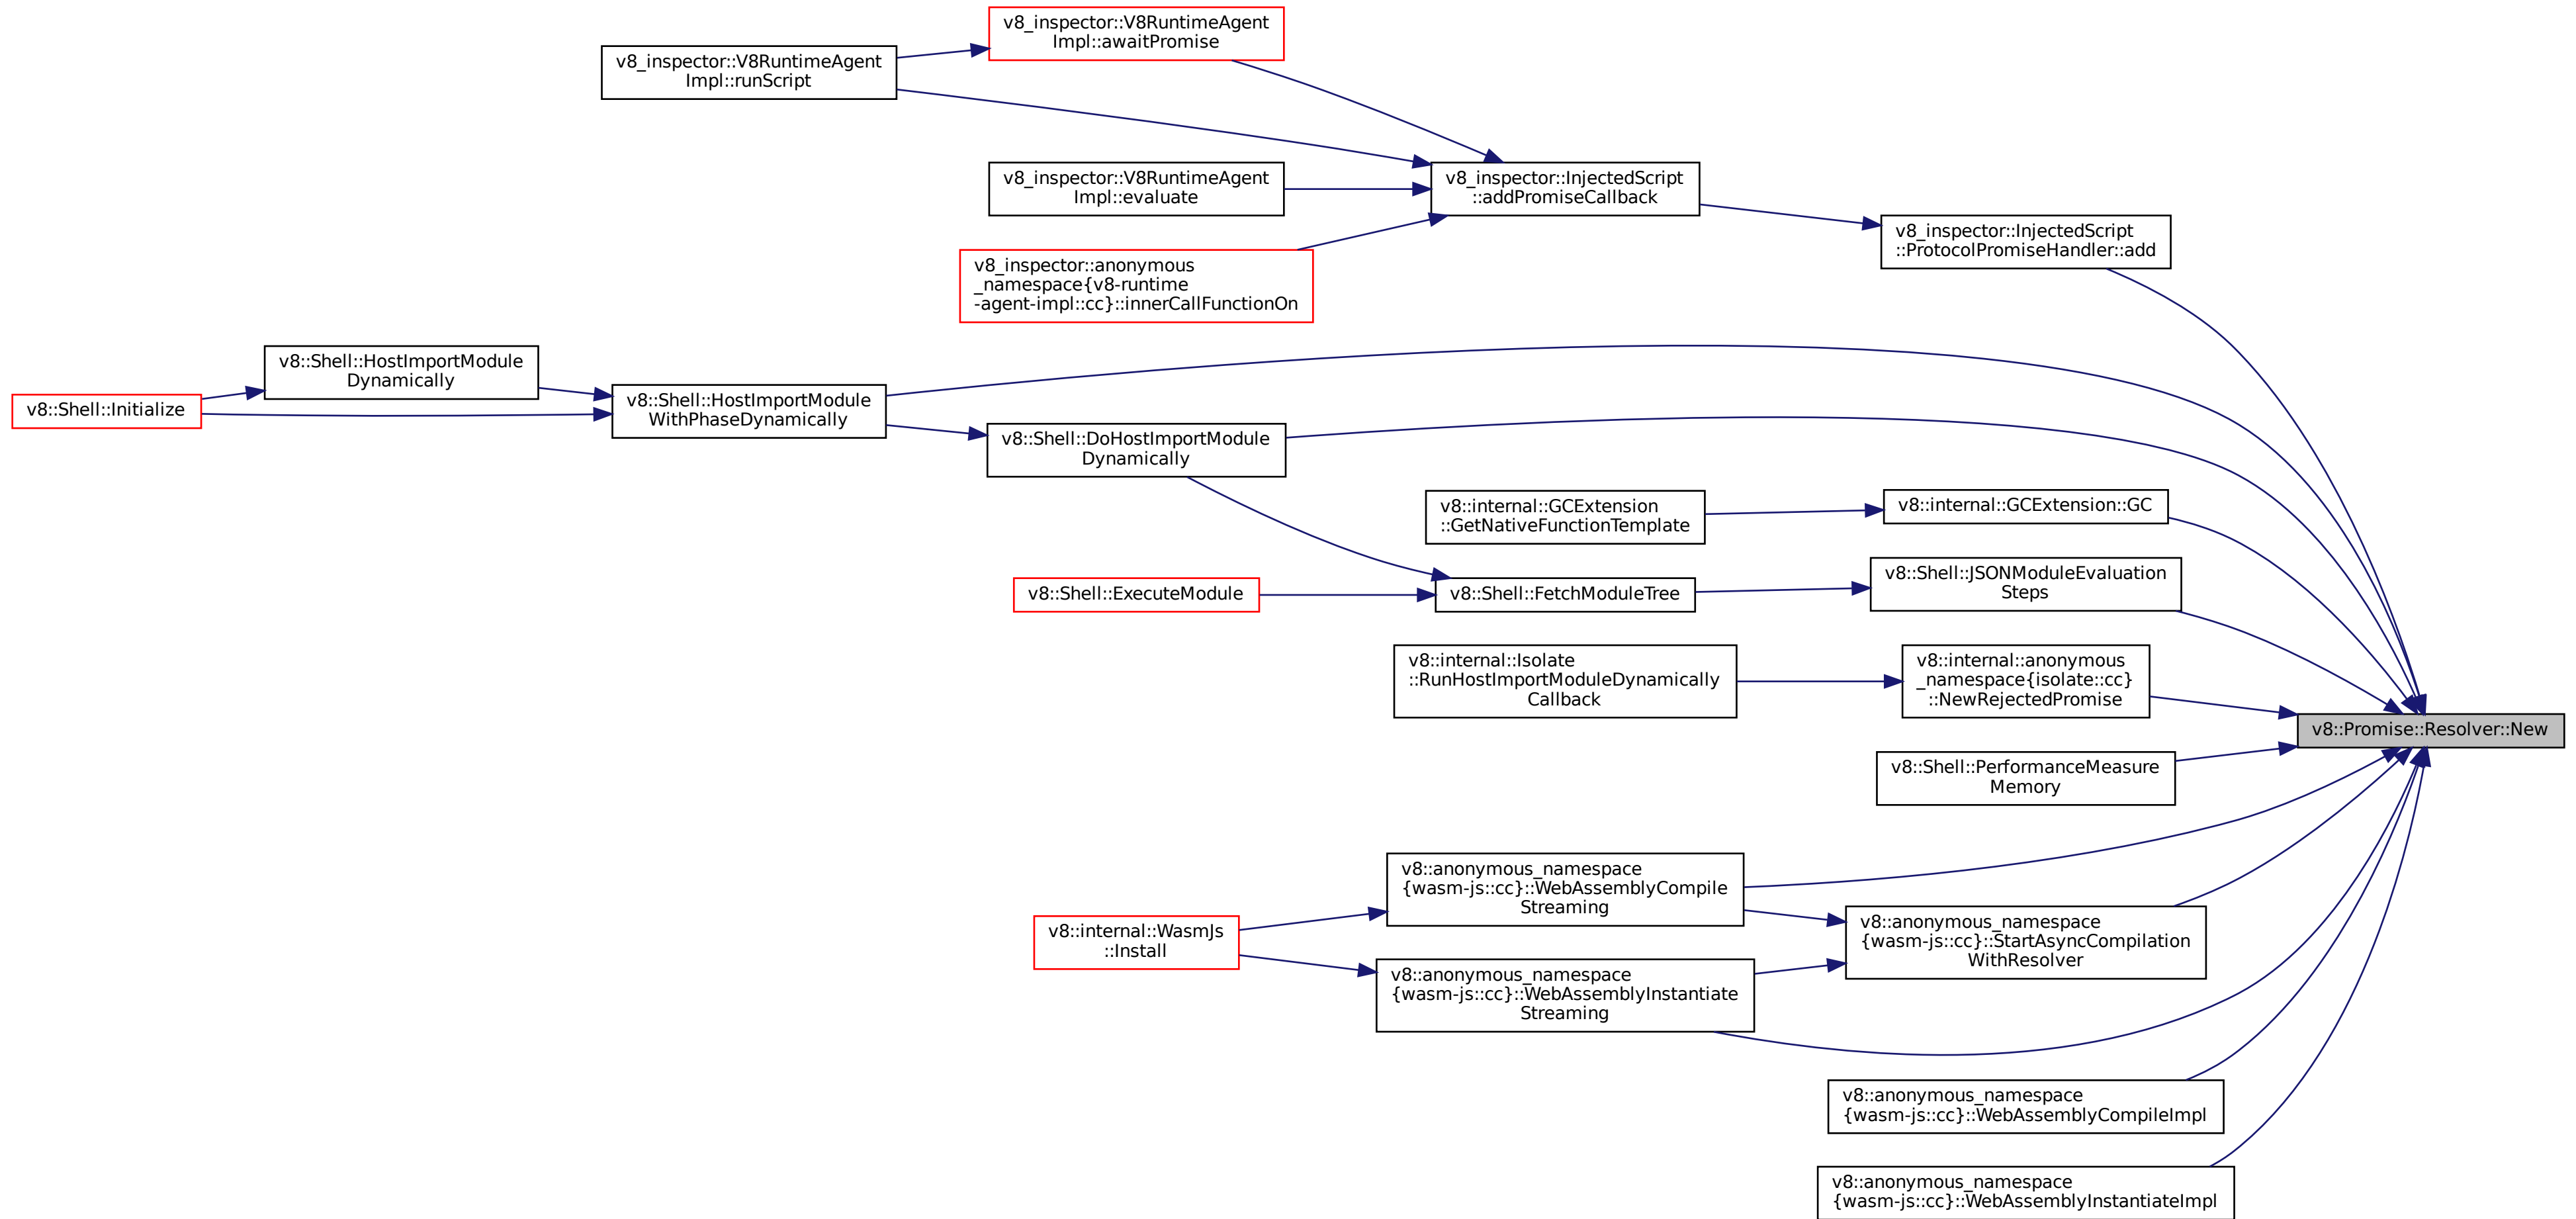 v8_inspector::V8RuntimeAgent
Impl::awaitPromise
v8_inspector::V8RuntimeAgent
Impl::runScript
v8_inspector::V8RuntimeAgent
Impl::evaluate
v8_inspector::InjectedScript
::addPromiseCallback
v8_inspector::InjectedScript
::ProtocolPromiseHandler::add
v8_inspector::anonymous
_namespace{v8-runtime
-agent-impl::cc}::innerCallFunctionOn
v8::Shell::HostImportModule
Dynamically
v8::Shell::Initialize
v8::Shell::HostImportModule
WithPhaseDynamically
v8::Shell::DoHostImportModule
Dynamically
v8::internal::GCExtension
::GetNativeFunctionTemplate
v8::internal::GCExtension::GC
v8::Shell::ExecuteModule
v8::Shell::FetchModuleTree
v8::Shell::JSONModuleEvaluation
Steps
v8::internal::Isolate
::RunHostImportModuleDynamically
Callback
v8::internal::anonymous
_namespace{isolate::cc}
::NewRejectedPromise
v8::Promise::Resolver::New
v8::Shell::PerformanceMeasure
Memory
v8::anonymous_namespace
{wasm-js::cc}::WebAssemblyCompile
Streaming
v8::internal::WasmJs
::Install
v8::anonymous_namespace
{wasm-js::cc}::StartAsyncCompilation
WithResolver
v8::anonymous_namespace
{wasm-js::cc}::WebAssemblyInstantiate
Streaming
v8::anonymous_namespace
{wasm-js::cc}::WebAssemblyCompileImpl
v8::anonymous_namespace
{wasm-js::cc}::WebAssemblyInstantiateImpl